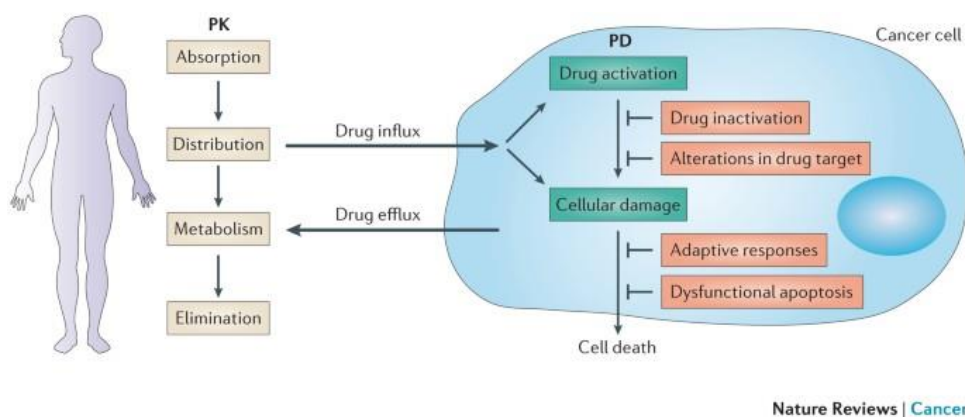 PK
Absorption
Distribution
Metabolism
Elimination
Drug influx
Drug efflux
Cancer cell
PD
Drug activation
Drug inactivation
Alterations in drug target
Cellular damage
Adaptive responses
Dysfunctional apoptosis
Cell death
Nature Reviews | Cancer